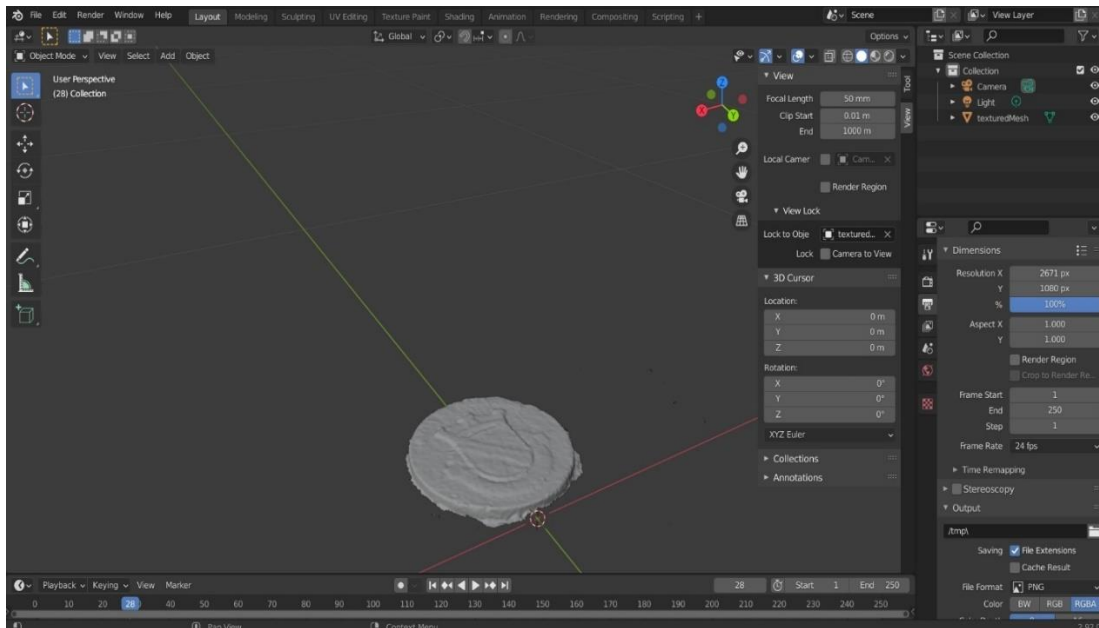 File Edit Render Window Help Layout Modeling Sculpting UV Editing Texture Paint Shading Animation Rendering Compositing Scripting + Scene View Layer
Global Options
Object Mode View Select Add Object
User Perspective
(28) Collection
X
Y
Z
Tool
View
View
Focal Length 50 mm
Clip Start 0.01 m
End 1000 m
Local Camer Cam..
Render Region
View Lock
Lock to Obje textured..
Lock Camera to View
3D Cursor
Location:
X 0 m
Y 0 m
Z 0 m
Rotation:
X 0°
Y 0°
Z 0°
XYZ Euler
Collections
Annotations
Scene Collection
Collection
Camera
Light
texturedMesh
Dimensions
Resolution X 2671 px
Y 1080 px
% 100%
Aspect X 1.000
Y 1.000
Render Region
Crop to Render Re..
Frame Start 1
End 250
Step 1
Frame Rate 24 fps
Time Remapping
Stereoscopy
Output
/tmp\
Saving File Extensions
Cache Result
File Format PNG
Color BW RGB RGBA
Playback Keying View Marker 28 Start 1 End 250
0 10 20 28 40 50 60 70 80 90 100 110 120 130 140 150 160 170 180 190 200 210 220 230 240 250
Pan View Context Menu